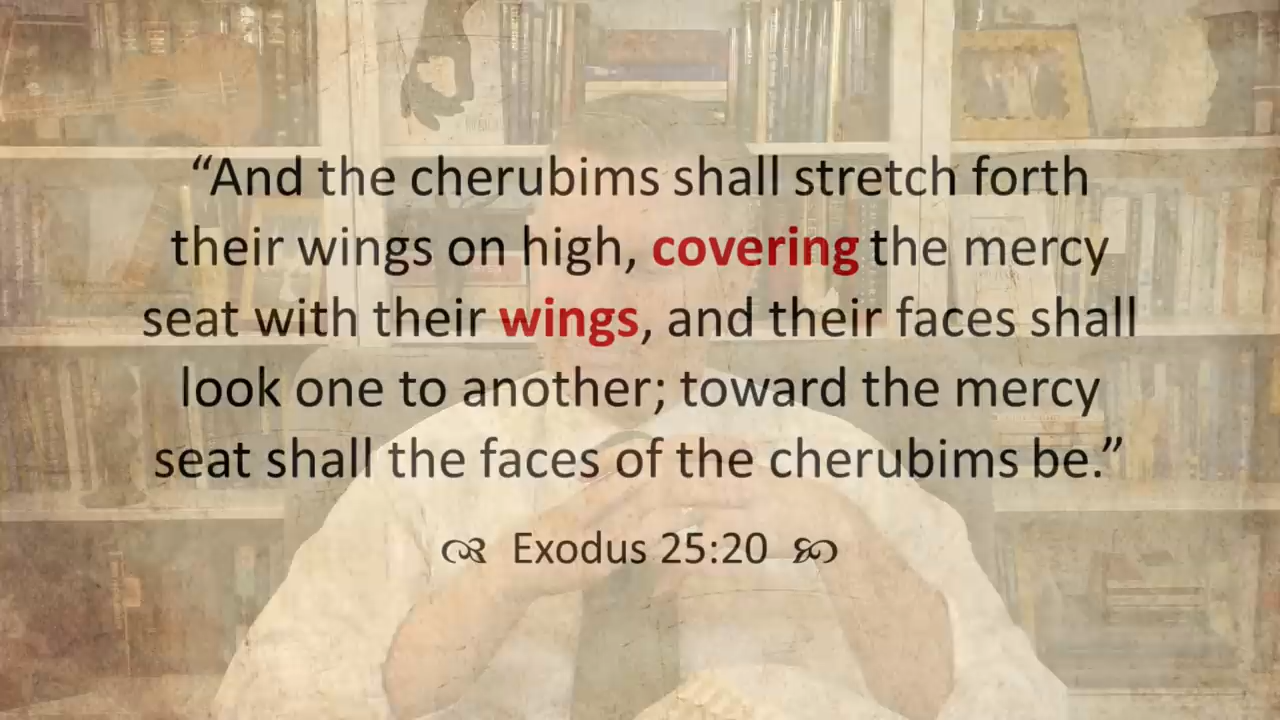 “And the cherubims shall stretch forth
their wings on high, covering the mercy
seat with their wings, and their faces shall
look one to another; toward the mercy
seat shall the faces of the cherubims be.”
Exodus 25:20